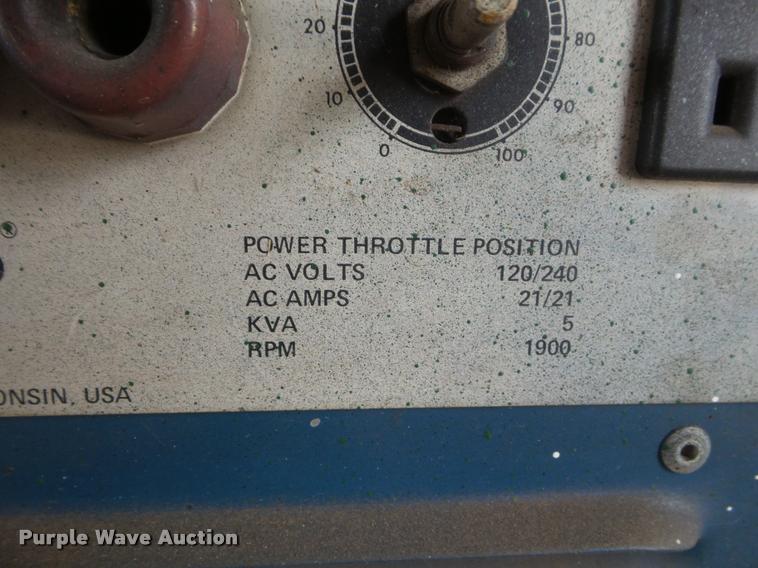 20
80
10
90
0
100
®
POWER THROTTLE POSITION
AC VOLTS 120/240
AC AMPS 21/21
KVA 5
RPM 1900
ONSIN, USA
Purple Wave Auction